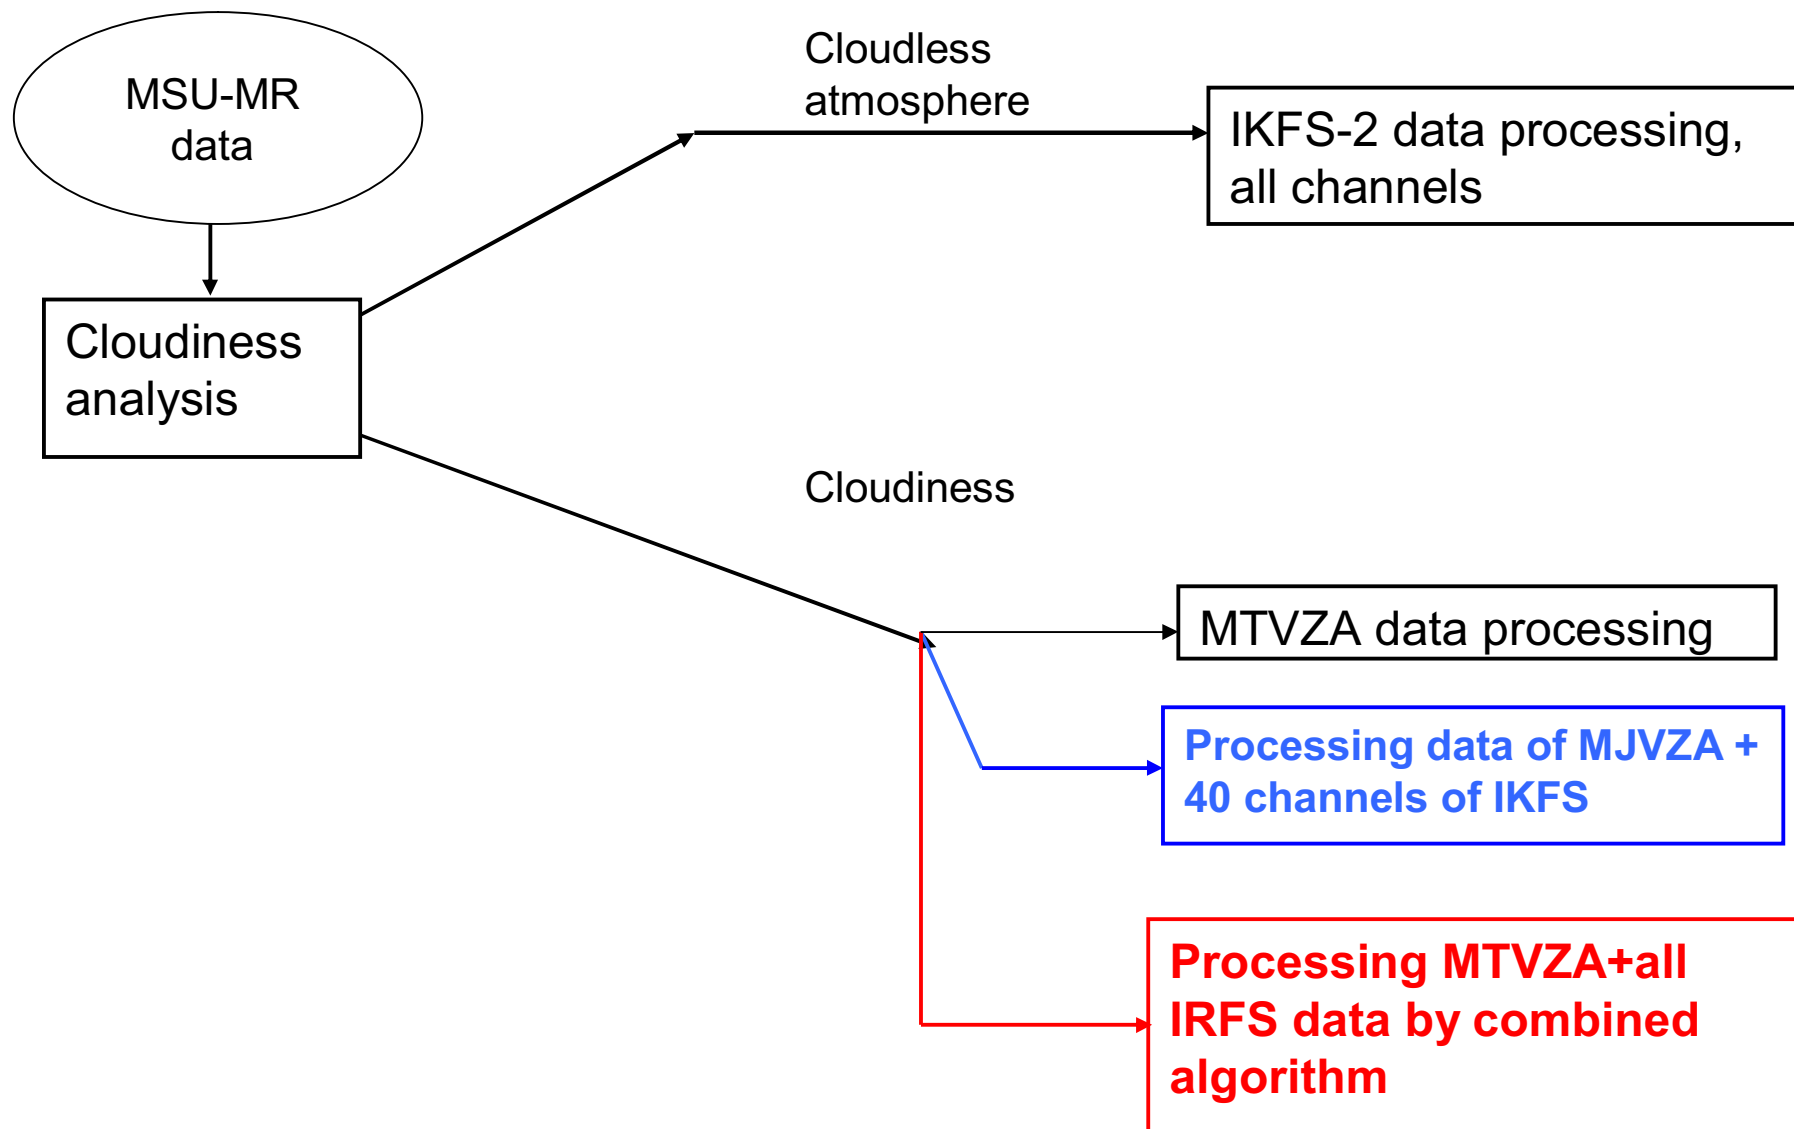 MSU-MR
data
Cloudless
atmosphere
IKFS-2 data processing,
all channels
Cloudiness
analysis
Cloudiness
MTVZA data processing
Processing data of MJVZA +
40 channels of IKFS
Processing MTVZA+all
IRFS data by combined
algorithm